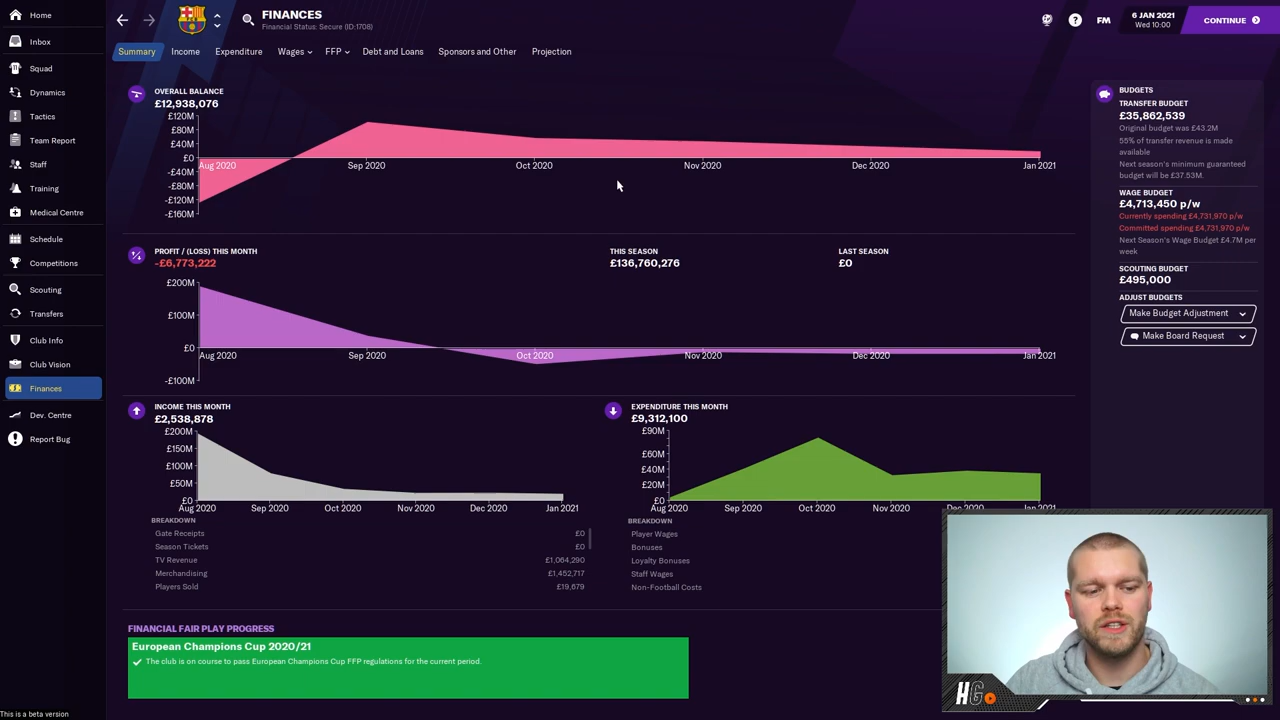 Home
Inbox
Squad
Dynamics
Tactics
Team Report
Staff
Training
Medical Centre
Schedule
Competitions
Scouting
Transfers
Club Info
Club Vision
Finances
Dev. Centre
Report Bug
This is a beta version
FINANCES
Financial Status: Secure (ID:1708)
FM
6 JAN 2021
Wed 10:00
CONTINUE
Summary
Income
Expenditure
Wages
FFP
Debt and Loans
Sponsors and Other
Projection
OVERALL BALANCE
£12,938,076
£120M
£80M
£40M
£0
-£40M
-£80M
-£120M
-£160M
Aug 2020
Sep 2020
Oct 2020
Nov 2020
Dec 2020
Jan 2021
PROFIT / (LOSS) THIS MONTH
-£6,773,222
THIS SEASON
£136,760,276
LAST SEASON
£0
£200M
£100M
£0
-£100M
Aug 2020
Sep 2020
Oct 2020
Nov 2020
Dec 2020
Jan 2021
INCOME THIS MONTH
£2,538,878
£200M
£150M
£100M
£50M
£0
Aug 2020
Sep 2020
Oct 2020
Nov 2020
Dec 2020
Jan 2021
BREAKDOWN
Gate Receipts £0
Season Tickets £0
TV Revenue £1,064,290
Merchandising £1,452,717
Players Sold £19,679
EXPENDITURE THIS MONTH
£9,312,100
£90M
£60M
£40M
£20M
£0
Aug 2020
Sep 2020
Oct 2020
Nov 2020
Dec 2020
Jan 2021
BREAKDOWN
Player Wages
Bonuses
Loyalty Bonuses
Staff Wages
Non-Football Costs
FINANCIAL FAIR PLAY PROGRESS
European Champions Cup 2020/21
The club is on course to pass European Champions Cup FFP regulations for the current period.
BUDGETS
TRANSFER BUDGET
£35,862,539
Original budget was £43.2M
55% of transfer revenue is made
available
Next season's minimum guaranteed
budget will be £37.53M.
WAGE BUDGET
£4,713,450 p/w
Currently spending £4,731,970 p/w
Committed spending £4,731,970 p/w
Next Season's Wage Budget £4.7M per
week
SCOUTING BUDGET
£495,000
ADJUST BUDGETS
Make Budget Adjustment
Make Board Request
HG